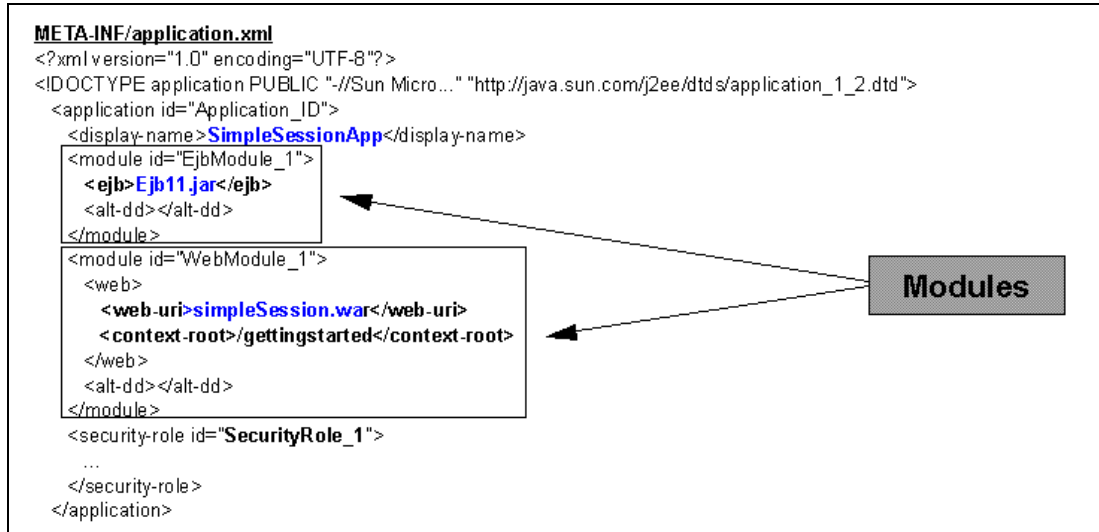 META-INF/application.xml
<?xml version="1.0" encoding="UTF-8"?>
<!DOCTYPE application PUBLIC "-//Sun Micro..." "http://java.sun.com/j2ee/dtds/application_1_2.dtd">
<application id="Application_ID">
<display-name>SimpleSessionApp</display-name>
<module id="EjbModule_1">
<ejb>Ejb11.jar</ejb>
<alt-dd></alt-dd>
</module>
<module id="WebModule_1">
<web>
<web-uri>simpleSession.war</web-uri>
<context-root>/gettingstarted</context-root>
</web>
<alt-dd></alt-dd>
</module>
<security-role id="SecurityRole_1">
...
</security-role>
</application>
Modules